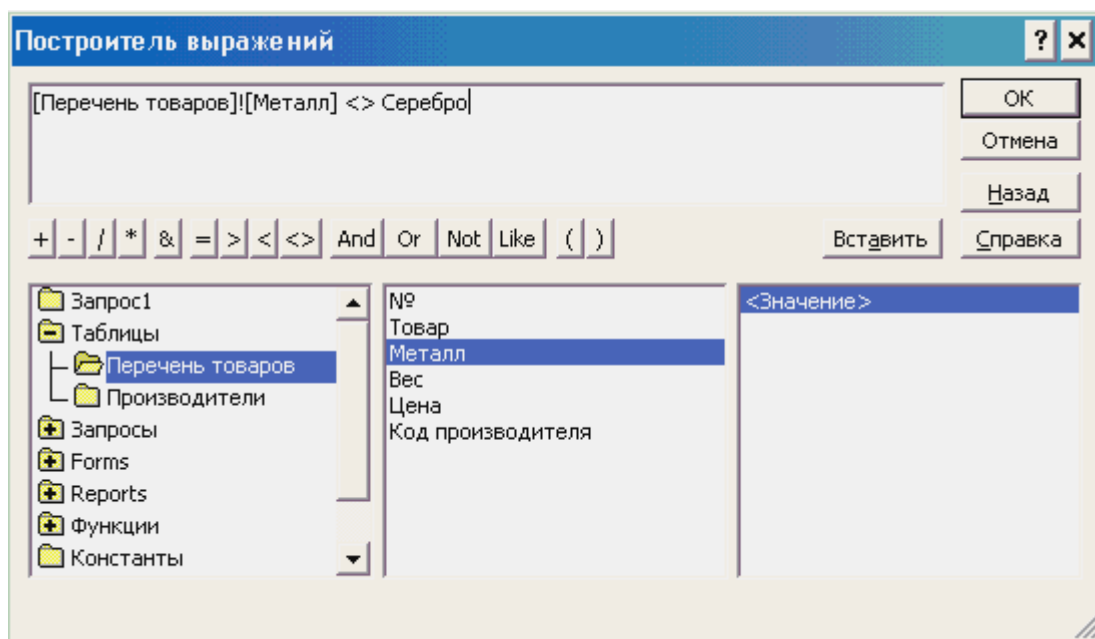 Построитель выражений
? ×
[Перечень товаров]![Металл] <> Серебро
ОК
Отмена
Назад
+ - / * & = > < <> And Or Not Like ( ) Вставить Справка
Запрос1
Таблицы
Перечень товаров
Производители
Запросы
Forms
Reports
Функции
Константы
№
Товар
Металл
Вес
Цена
Код производителя
<Значение>